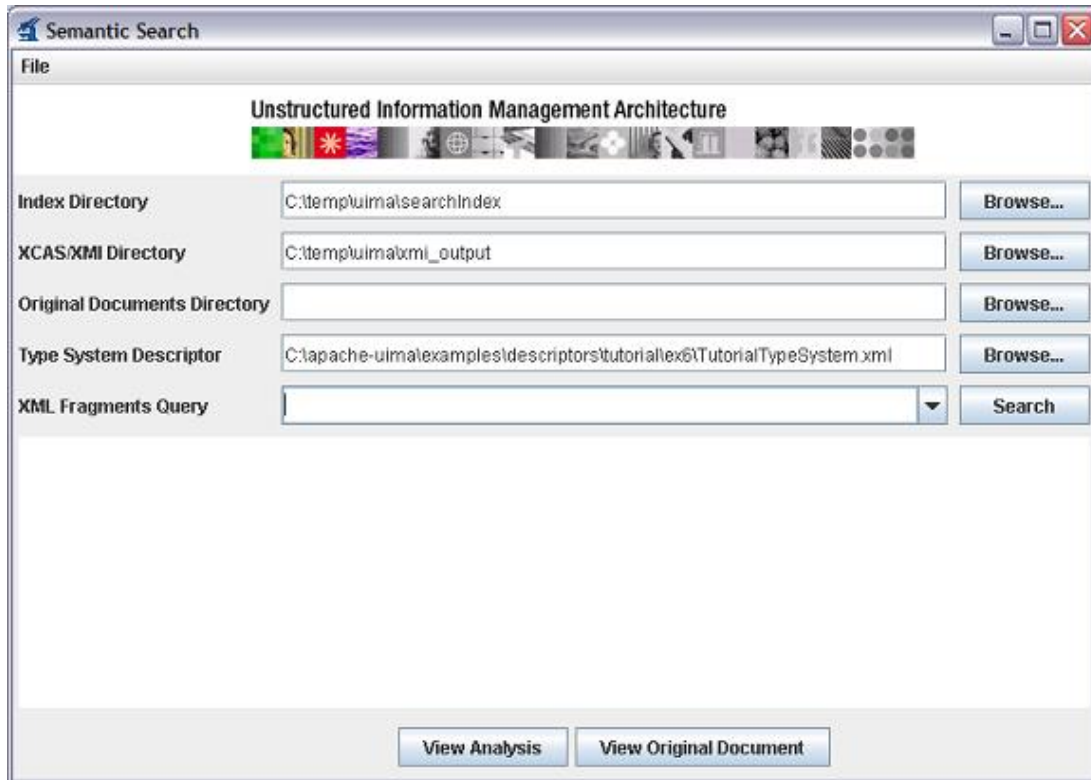 Semantic Search
File
Unstructured Information Management Architecture
Index Directory C:\temp\uima\searchIndex Browse...
XCAS/XMI Directory C:\temp\uima\xmi_output Browse...
Original Documents Directory Browse...
Type System Descriptor C:\apache-uima\examples\descriptors\tutorial\ex6\TutorialTypeSystem.xml Browse...
XML Fragments Query Search
View Analysis View Original Document